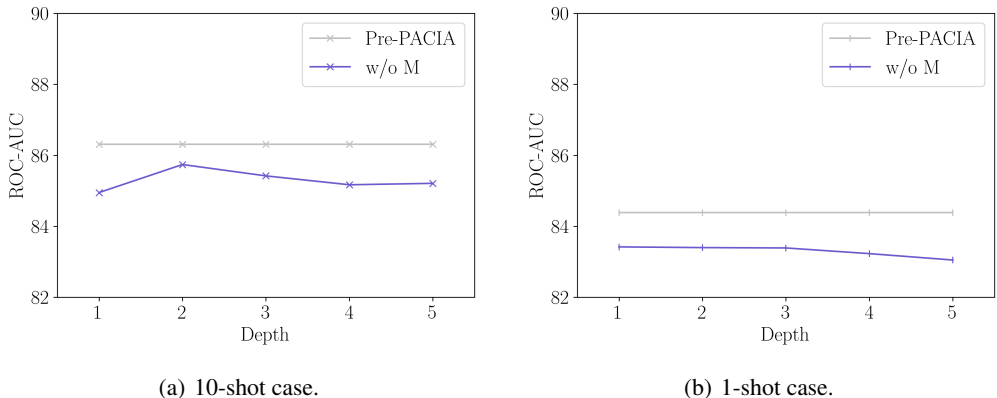 90
88
86
84
82
ROC-AUC
Pre-PACIA
w/o M
1 2 3 4 5
Depth
(a) 10-shot case.
90
88
86
84
82
ROC-AUC
Pre-PACIA
w/o M
1 2 3 4 5
Depth
(b) 1-shot case.